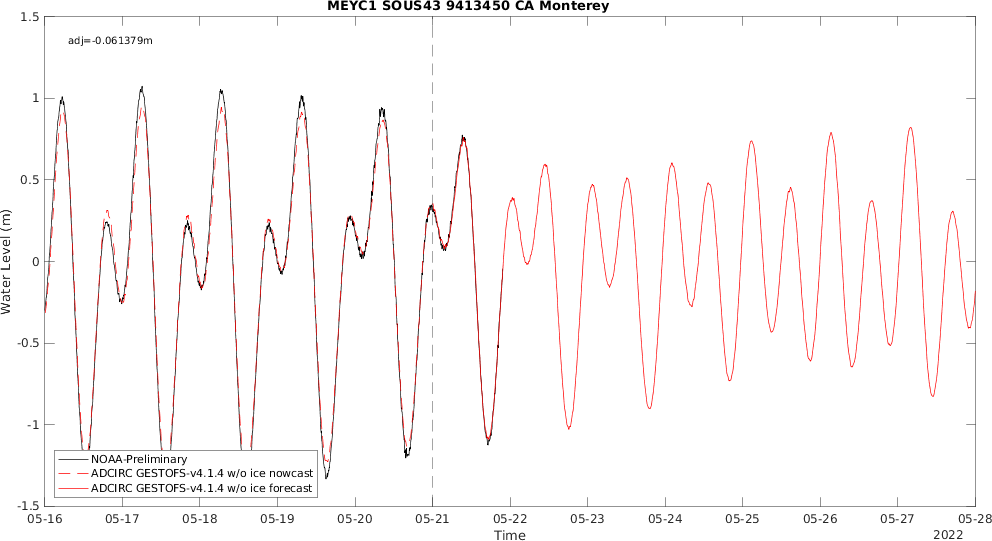 MEYC1 SOUS43 9413450 CA Monterey
adj=-0.061379m
1.5
1
0.5
0
-0.5
-1
-1.5
Water Level (m)
NOAA-Preliminary
ADCIRC GESTOFS-v4.1.4 w/o ice nowcast
ADCIRC GESTOFS-v4.1.4 w/o ice forecast
05-16 05-17 05-18 05-19 05-20 05-21 05-22 05-23 05-24 05-25 05-26 05-27 05-28
Time
2022